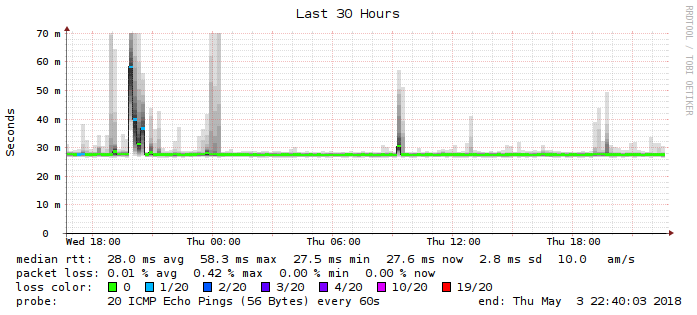 Last 30 Hours
RRDTOOL / TOBI OETIKER
Seconds
70 m
60 m
50 m
40 m
30 m
20 m
10 m
0
Wed 18:00 Thu 00:00 Thu 06:00 Thu 12:00 Thu 18:00
median rtt: 28.0 ms avg 58.3 ms max 27.5 ms min 27.6 ms now 2.8 ms sd 10.0 am/s
packet loss: 0.01 % avg 0.42 % max 0.00 % min 0.00 % now
loss color: 0 1/20 2/20 3/20 4/20 10/20 19/20
probe: 20 ICMP Echo Pings (56 Bytes) every 60s end: Thu May 3 22:40:03 2018